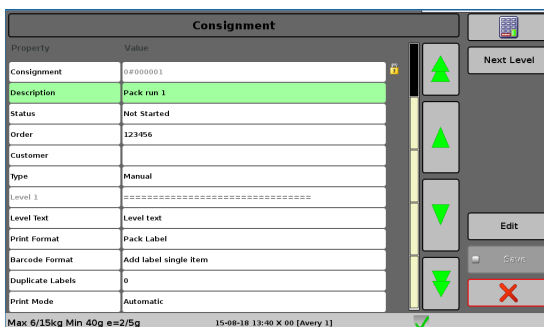 Consignment
Property Value
Next Level
Consignment 0#000001
Description Pack run 1
Status Not Started
Order 123456
Customer
Type Manual
Level 1 ================================
Level Text Level text
Print Format Pack Label
Edit
Barcode Format Add label single item
Save
Duplicate Labels 0
Print Mode Automatic
Max 6/15kg Min 40g e=2/5g 15-08-18 13:40 X 00 [Avery 1]